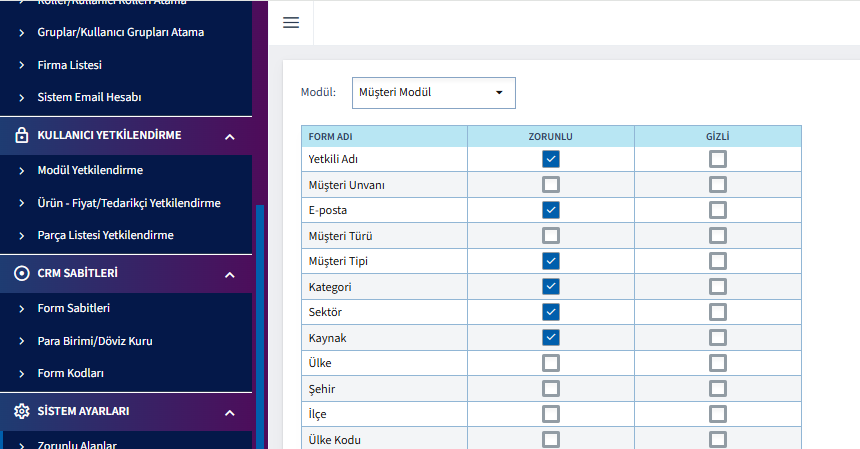 Roller/Kullanıcı Rolleri Atama
Gruplar/Kullanıcı Grupları Atama
Firma Listesi
Sistem Email Hesabı
KULLANICI YETKİLENDİRME
Modül Yetkilendirme
Ürün - Fiyat/Tedarikçi Yetkilendirme
Parça Listesi Yetkilendirme
CRM SABİTLERİ
Form Sabitleri
Para Birimi/Döviz Kuru
Form Kodları
SİSTEM AYARLARI
Zorunlu Alanlar
Modül: Müşteri Modül
FORM ADI ZORUNLU GİZLİ
Yetkili Adı
Müşteri Unvanı
E-posta
Müşteri Türü
Müşteri Tipi
Kategori
Sektör
Kaynak
Ülke
Şehir
İlçe
Ülke Kodu